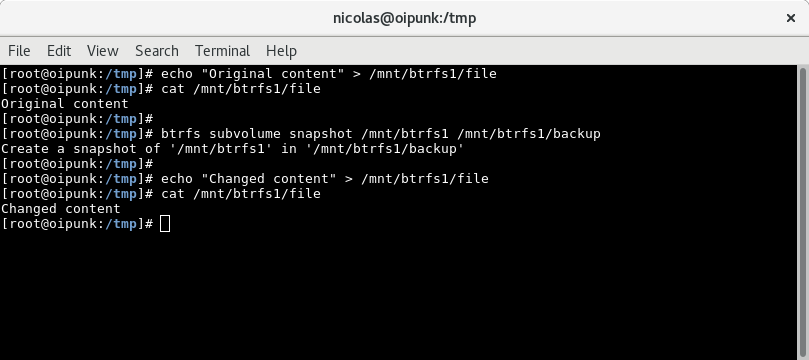 nicolas@oipunk:/tmp
File Edit View Search Terminal Help
[root@oipunk:/tmp]# echo "Original content" > /mnt/btrfs1/file
[root@oipunk:/tmp]# cat /mnt/btrfs1/file
Original content
[root@oipunk:/tmp]#
[root@oipunk:/tmp]# btrfs subvolume snapshot /mnt/btrfs1 /mnt/btrfs1/backup
Create a snapshot of '/mnt/btrfs1' in '/mnt/btrfs1/backup'
[root@oipunk:/tmp]#
[root@oipunk:/tmp]# echo "Changed content" > /mnt/btrfs1/file
[root@oipunk:/tmp]# cat /mnt/btrfs1/file
Changed content
[root@oipunk:/tmp]#